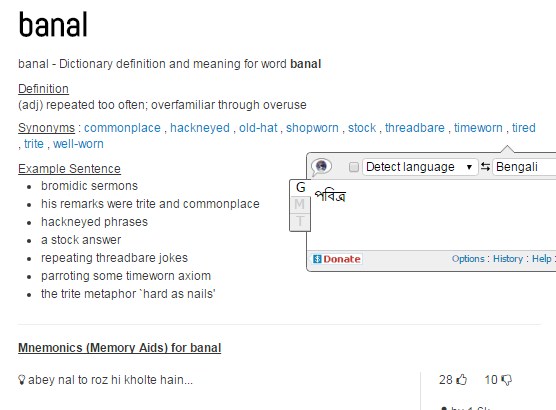 banal
banal - Dictionary definition and meaning for word banal
Definition
(adj) repeated too often; overfamiliar through overuse
Synonyms : commonplace , hackneyed , old-hat , shopworn , stock , threadbare , timeworn , tired
, trite , well-worn
Example Sentence
• bromidic sermons
• his remarks were trite and commonplace
• hackneyed phrases
• a stock answer
• repeating threadbare jokes
• parroting some timeworn axiom
• the trite metaphor `hard as nails'
Detect language ▼ ⇆ Bengali
G
M
T
পবিত্র
Donate
Options : History : Help :
Mnemonics (Memory Aids) for banal
abey nal to roz hi kholte hain...
28 10